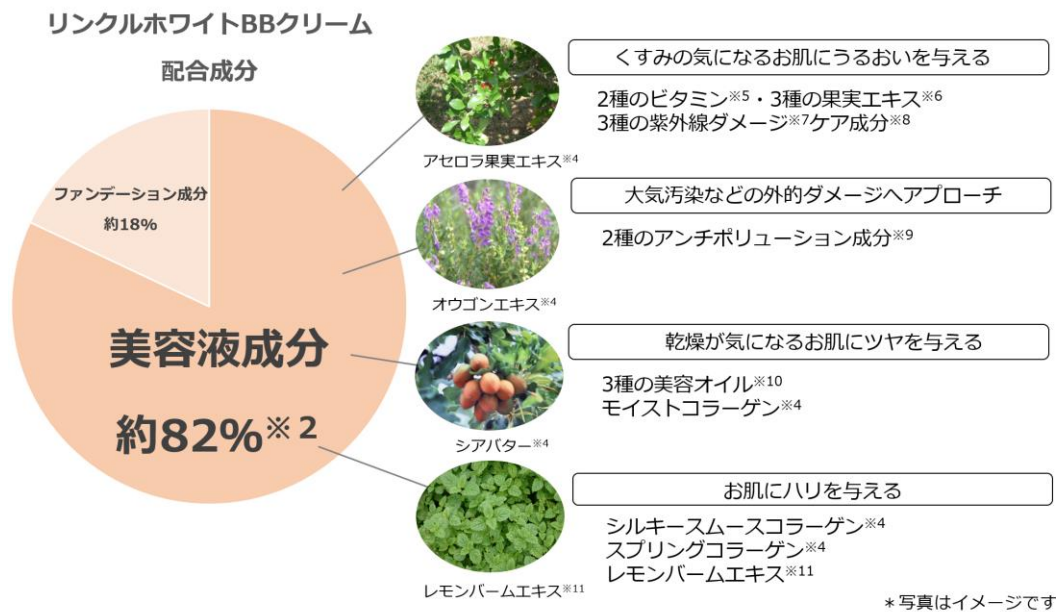 リンクルホワイトBBクリーム
配合成分
ファンデーション成分
約18%
美容液成分
約82%※2
アセロラ果実エキス※4
くすみの気になるお肌にうるおいを与える
2種のビタミン※5・3種の果実エキス※6
3種の紫外線ダメージ※7ケア成分※8
オウゴンエキス※4
大気汚染などの外的ダメージへアプローチ
2種のアンチポリューション成分※9
シアバター※4
乾燥が気になるお肌にツヤを与える
3種の美容オイル※10
モイストコラーゲン※4
レモンバームエキス※11
お肌にハリを与える
シルキースムースコラーゲン※4
スプリングコラーゲン※4
レモンバームエキス※11
*写真はイメージです